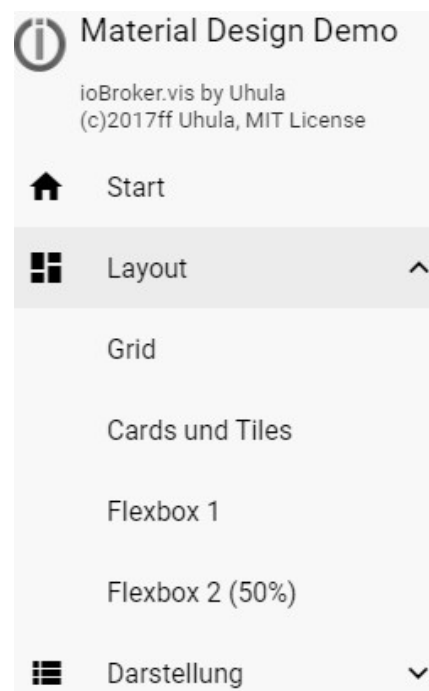 Material Design Demo
ioBroker.vis by Uhula
(c)2017ff Uhula, MIT License
Start
Layout
Grid
Cards und Tiles
Flexbox 1
Flexbox 2 (50%)
Darstellung